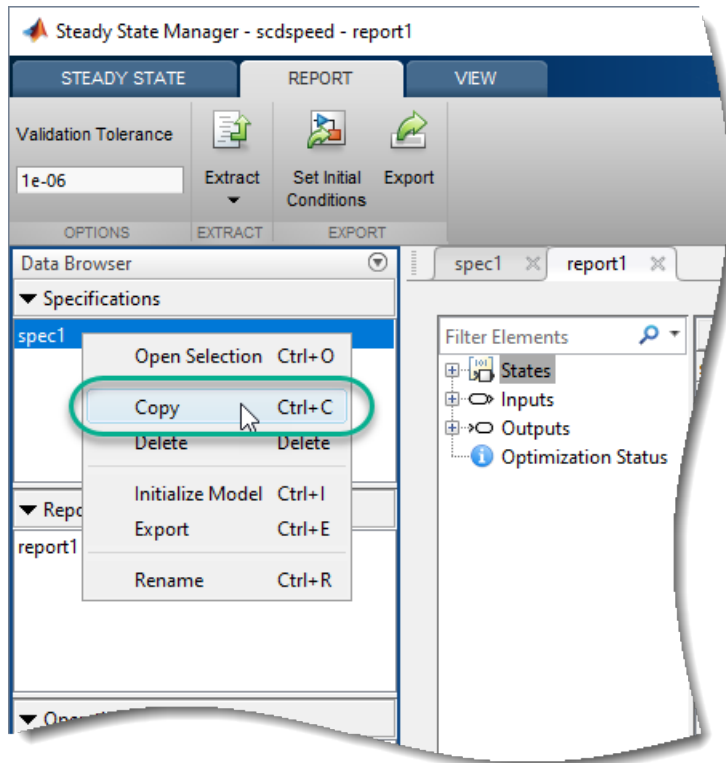 Steady State Manager - scdspeed - report1
STEADY STATE REPORT VIEW
Validation Tolerance
1e-06
Extract
Set Initial Conditions
Export
OPTIONS EXTRACT EXPORT
Data Browser
Specifications
spec1
Open Selection Ctrl+O
Copy Ctrl+C
Delete Delete
Initialize Model Ctrl+I
Export Ctrl+E
Rename Ctrl+R
report1
spec1 report1
Filter Elements
States
Inputs
Outputs
Optimization Status